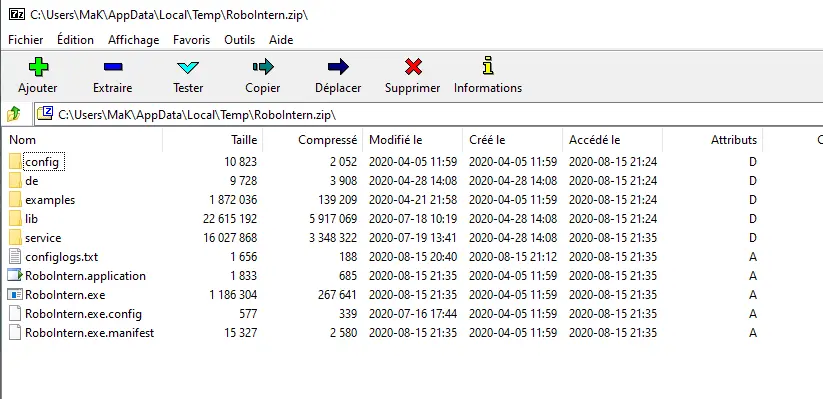 C:\Users\MaK\AppData\Local\Temp\RoboIntern.zip\
Fichier Édition Affichage Favoris Outils Aide
Ajouter Extraire Tester Copier Déplacer Supprimer Informations
C:\Users\MaK\AppData\Local\Temp\RoboIntern.zip\
Nom Taille Compressé Modifié le Créé le Accédé le Attributs C
config 10 823 2 052 2020-04-05 11:59 2020-04-05 11:59 2020-08-15 21:24 D
de 9 728 3 908 2020-04-28 14:08 2020-04-28 14:08 2020-08-15 21:24 D
examples 1 872 036 139 209 2020-04-21 21:58 2020-04-05 11:59 2020-08-15 21:24 D
lib 22 615 192 5 917 069 2020-07-18 10:19 2020-04-28 14:08 2020-08-15 21:24 D
service 16 027 868 3 348 322 2020-07-19 13:41 2020-04-28 14:08 2020-08-15 21:35 D
configlogs.txt 1 656 188 2020-08-15 20:40 2020-08-15 21:12 2020-08-15 21:35 A
RoboIntern.application 1 833 685 2020-08-15 21:35 2020-04-05 11:59 2020-08-15 21:35 A
RoboIntern.exe 1 186 304 267 641 2020-08-15 21:35 2020-04-05 11:59 2020-08-15 21:35 A
RoboIntern.exe.config 577 339 2020-07-16 17:44 2020-04-05 11:59 2020-08-15 21:35 A
RoboIntern.exe.manifest 15 327 2 580 2020-08-15 21:35 2020-04-05 11:59 2020-08-15 21:35 A